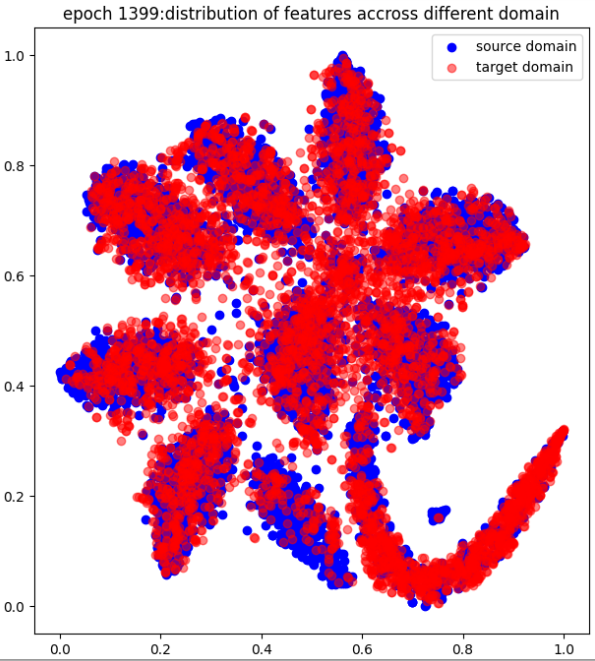 epoch 1399:distribution of features accross different domain
source domain
target domain
1.0
0.8
0.6
0.4
0.2
0.0
0.0 0.2 0.4 0.6 0.8 1.0